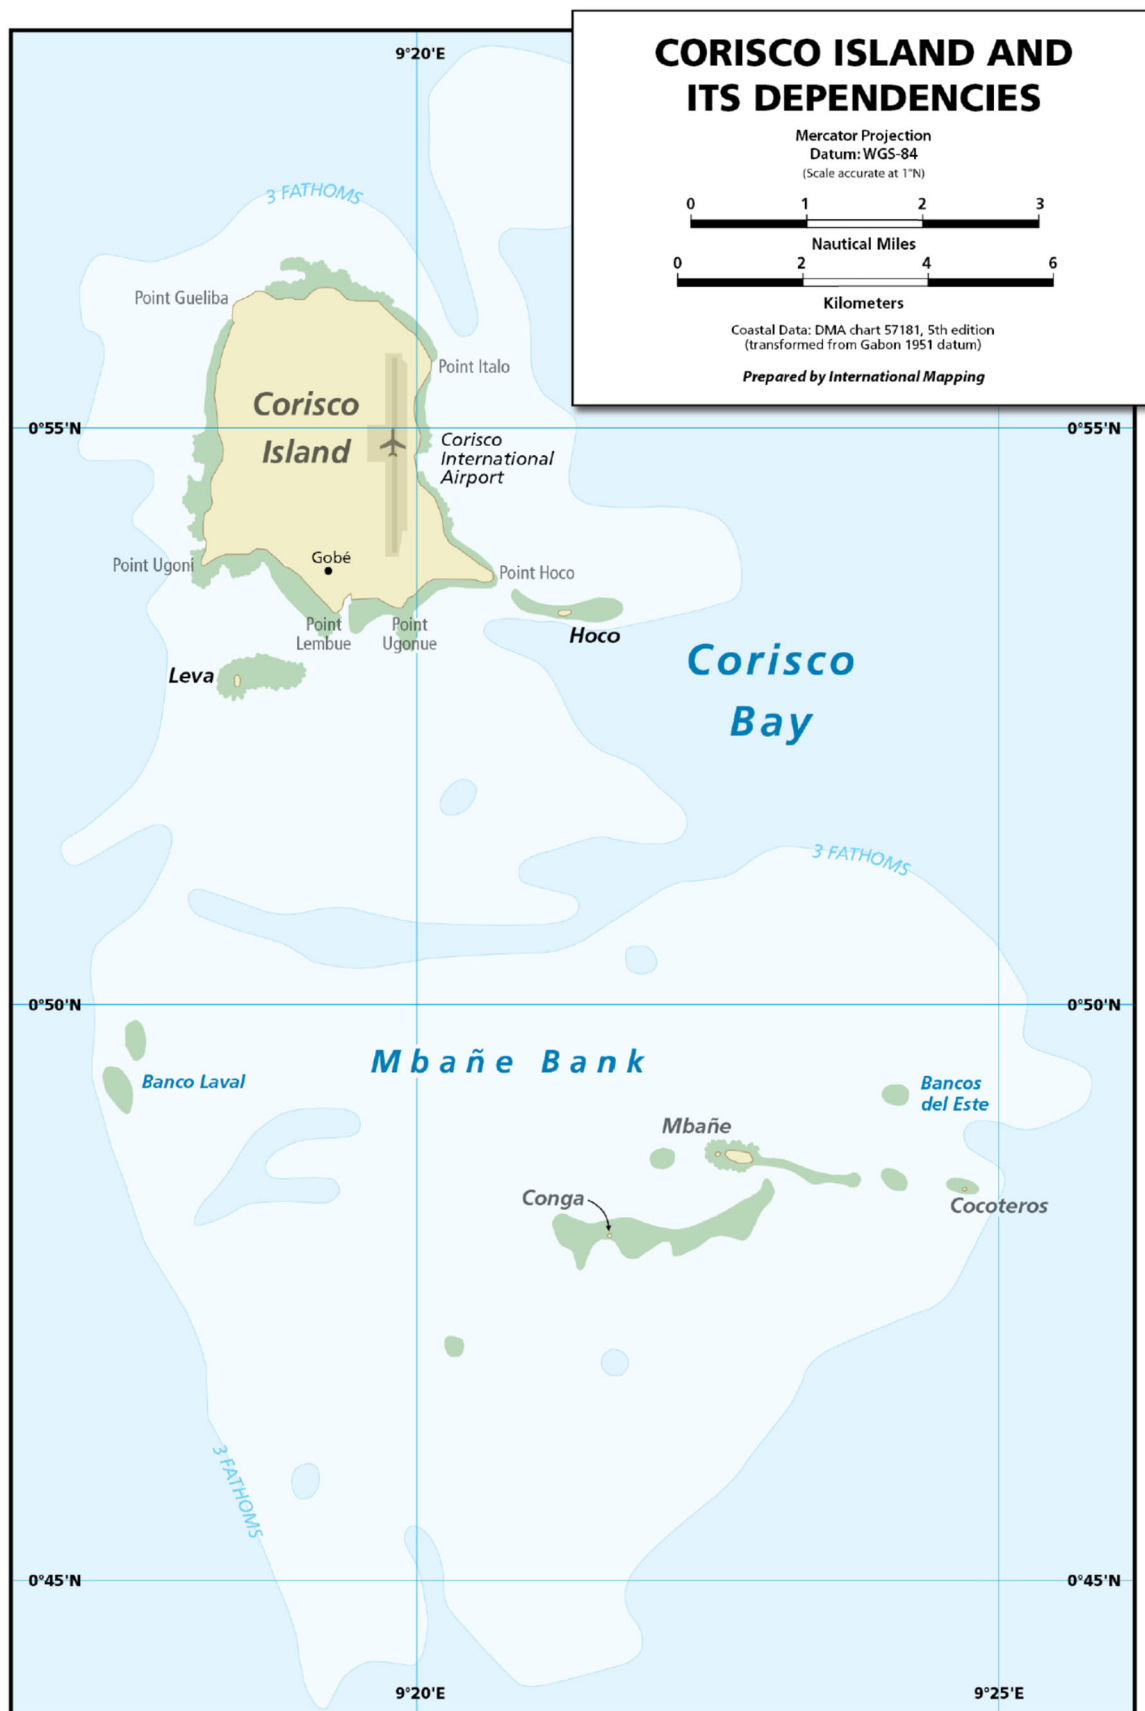 CORISCO ISLAND AND
ITS DEPENDENCIES
Mercator Projection
Datum: WGS-84
(Scale accurate at 1°N)
0 1 2 3
Nautical Miles
0 2 4 6
Kilometers
Coastal Data: DMA chart 57181, 5th edition
(transformed from Gabon 1951 datum)
Prepared by International Mapping
9°20'E
3 FATHOMS
Point Gueliba
Point Italo
Corisco
Island
0°55'N
0°55'N
Corisco
International
Airport
Point Ugoni
Gobé
Point Hoco
Point
Lembue
Point
Ugonue
Hoco
Leva
Corisco
Bay
3 FATHOMS
0°50'N
0°50'N
Mbañe Bank
Banco Laval
Bancos
del Este
Mbañe
Conga
Cocoteros
3 FATHOMS
0°45'N
0°45'N
9°20'E
9°25'E